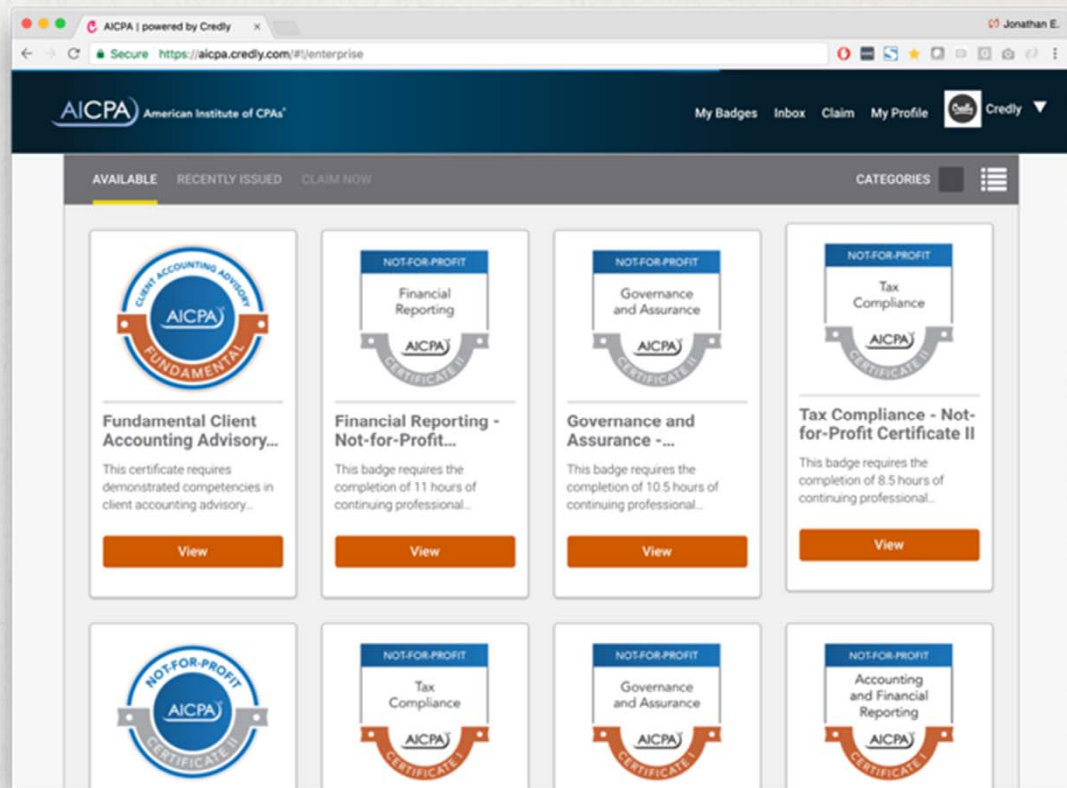 AICPA | powered by Credly
Jonathan E.
Secure https://aicpa.credly.com/#!/enterprise
AICPA American Institute of CPAs®
My Badges Inbox Claim My Profile Credly Credly
AVAILABLE RECENTLY ISSUED CLAIM NOW CATEGORIES
CLIENT ACCOUNTING ADVISORY
AICPA
FUNDAMENTAL
Fundamental Client
Accounting Advisory...
This certificate requires
demonstrated competencies in
client accounting advisory...
View
NOT-FOR-PROFIT
Financial
Reporting
AICPA
CERTIFICATE II
Financial Reporting -
Not-for-Profit...
This badge requires the
completion of 11 hours of
continuing professional...
View
NOT-FOR-PROFIT
Governance
and Assurance
AICPA
CERTIFICATE II
Governance and
Assurance -...
This badge requires the
completion of 10.5 hours of
continuing professional...
View
NOT-FOR-PROFIT
Tax
Compliance
AICPA
CERTIFICATE II
Tax Compliance - Not-
for-Profit Certificate II
This badge requires the
completion of 8.5 hours of
continuing professional...
View
NOT-FOR-PROFIT
AICPA
CERTIFICATE II
NOT-FOR-PROFIT
Tax
Compliance
AICPA
CERTIFICATE I
NOT-FOR-PROFIT
Governance
and Assurance
AICPA
CERTIFICATE I
NOT-FOR-PROFIT
Accounting
and Financial
Reporting
AICPA
CERTIFICATE I